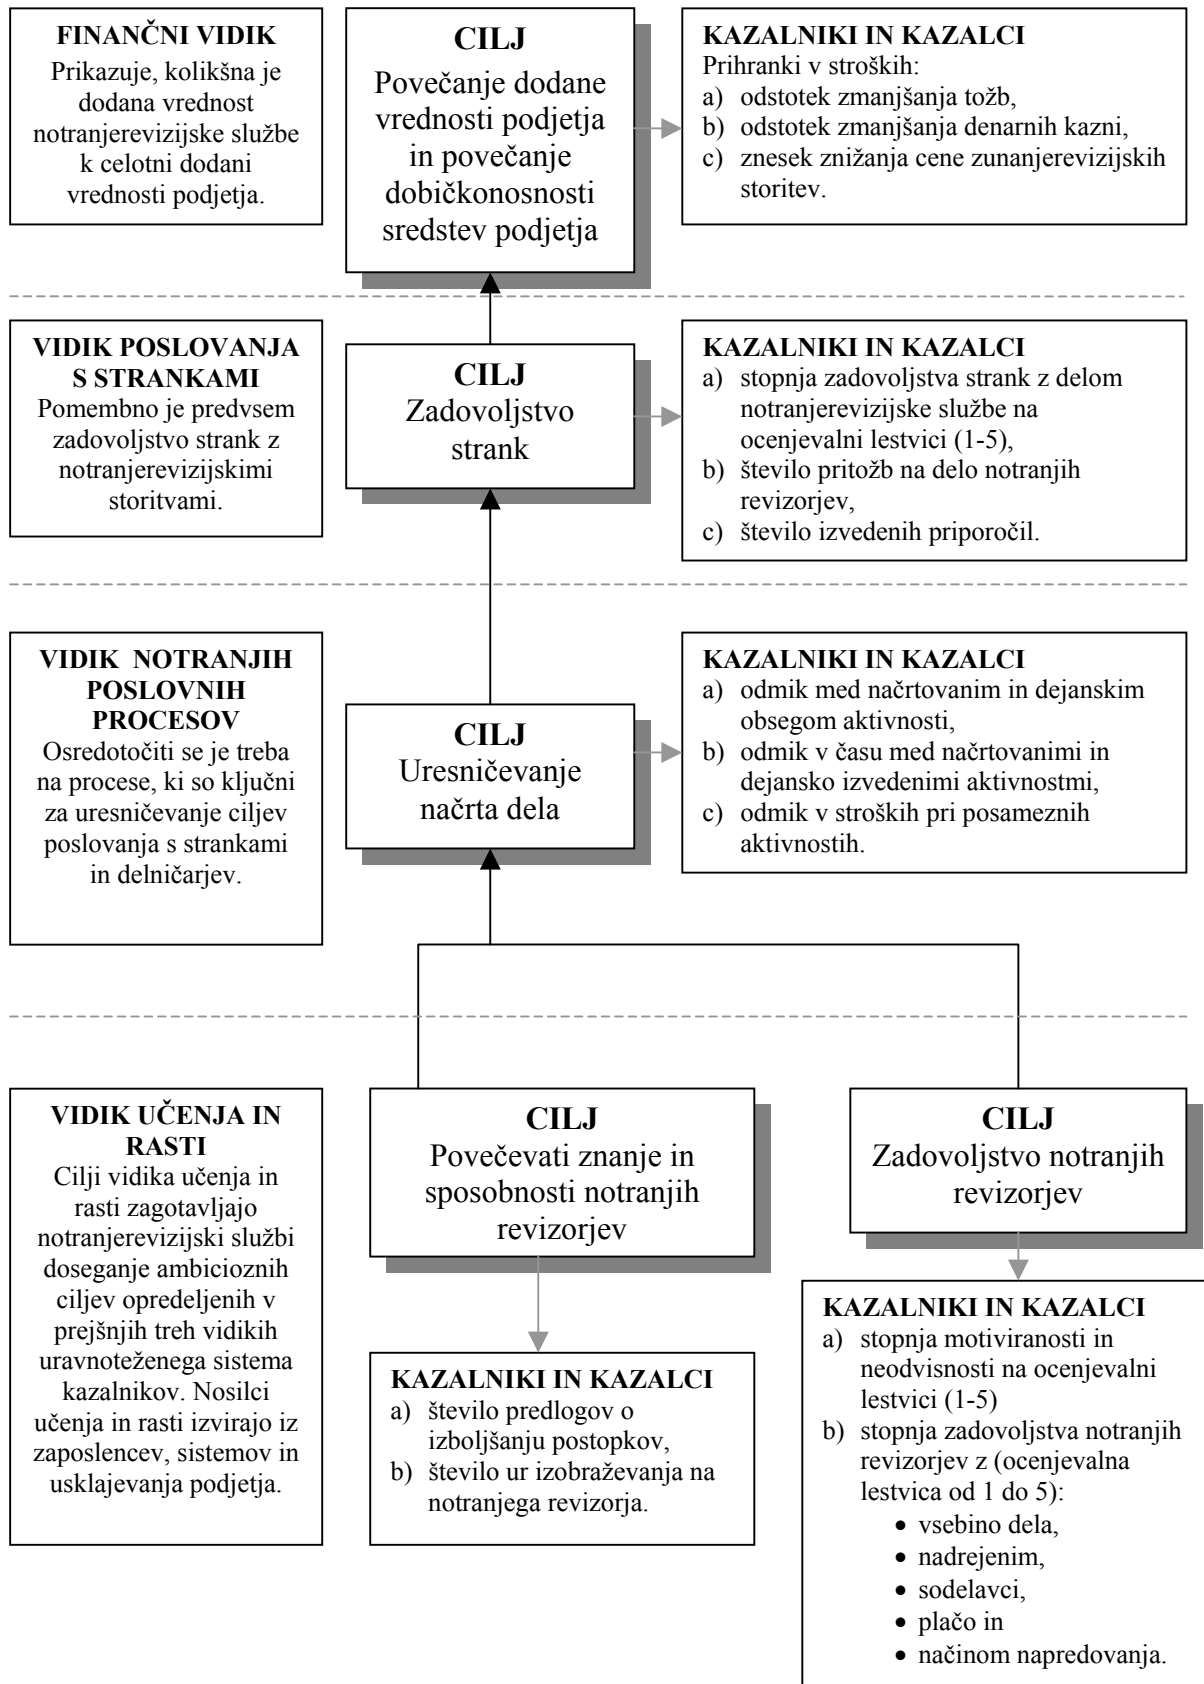 FINANČNI VIDIK
Prikazuje, kolikšna je
dodana vrednost
notranjerevizijske službe
k celotni dodani
vrednosti podjetja.
CILJ
Povečanje dodane
vrednosti podjetja
in povečanje
dobičkonosnosti
sredstev podjetja
KAZALNIKI IN KAZALCI
Prihranki v stroških:
a) odstotek zmanjšanja tožb,
b) odstotek zmanjšanja denarnih kazni,
c) znesek znižanja cene zunanjerevizijskih
storitev.
VIDIK POSLOVANJA
S STRANKAMI
Pomembno je predvsem
zadovoljstvo strank z
notranjerevizijskimi
storitvami.
CILJ
Zadovoljstvo
strank
KAZALNIKI IN KAZALCI
a) stopnja zadovoljstva strank z delom
notranjerevizijske službe na
ocenjevalni lestvici (1-5),
b) število pritožb na delo notranjih
revizorjev,
c) število izvedenih priporočil.
VIDIK NOTRANJIH
POSLOVNIH
PROCESOV
Osredotočiti se je treba
na procese, ki so ključni
za uresničevanje ciljev
poslovanja s strankami
in delničarjev.
CILJ
Uresničevanje
načrta dela
KAZALNIKI IN KAZALCI
a) odmik med načrtovanim in dejanskim
obsegom aktivnosti,
b) odmik v času med načrtovanimi in
dejansko izvedenimi aktivnostmi,
c) odmik v stroških pri posameznih
aktivnostih.
VIDIK UČENJA IN
RASTI
Cilji vidika učenja in
rasti zagotavljajo
notranjerevizijski službi
doseganje ambicioznih
ciljev opredeljenih v
prejšnjih treh vidikih
uravnoteženega sistema
kazalnikov. Nosilci
učenja in rasti izvirajo iz
zaposlencev, sistemov in
usklajevanja podjetja.
CILJ
Povečevati znanje in
sposobnosti notranjih
revizorjev
KAZALNIKI IN KAZALCI
a) število predlogov o
izboljšanju postopkov,
b) število ur izobraževanja na
notranjega revizorja.
CILJ
Zadovoljstvo notranjih
revizorjev
KAZALNIKI IN KAZALCI
a) stopnja motiviranosti in
neodvisnosti na ocenjevalni
lestvici (1-5)
b) stopnja zadovoljstva notranjih
revizorjev z (ocenjevalna
lestvica od 1 do 5):
• vsebino dela,
• nadrejenim,
• sodelavci,
• plačo in
• načinom napredovanja.